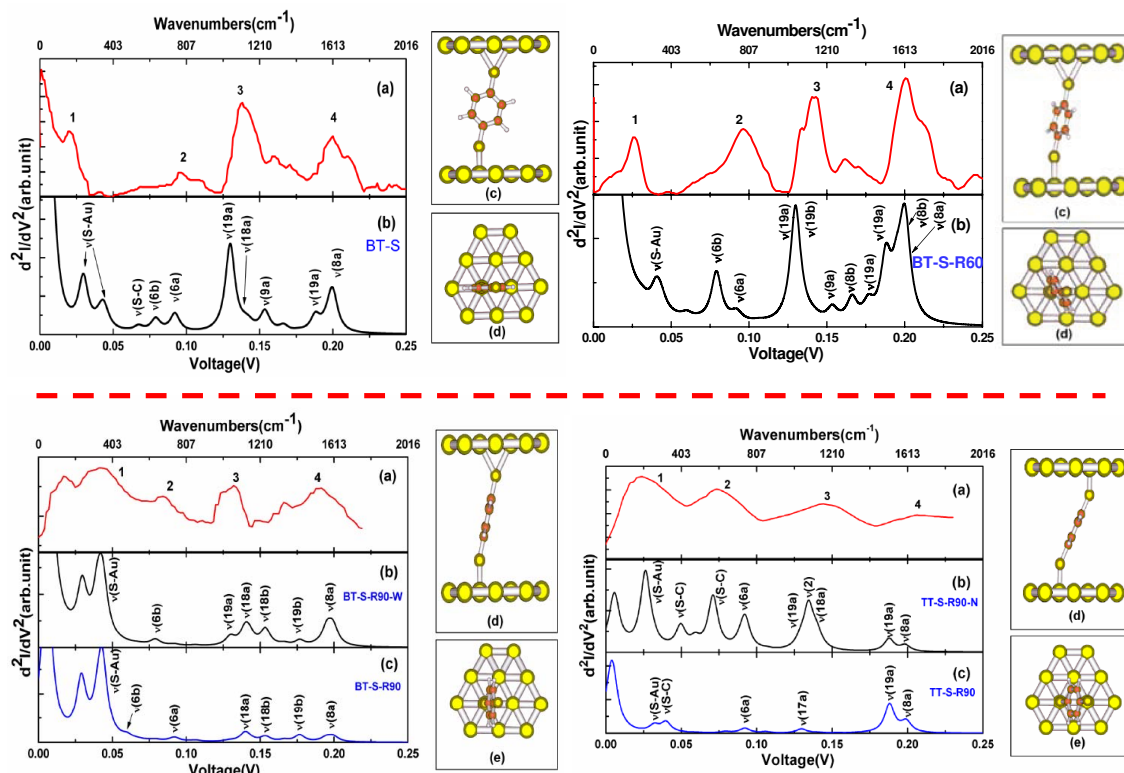 Wavenumbers(cm-1)
0 403 807 1210 1613 2016
(a)
1
2
3
4
d²I/dV²(arb.unit)
(b)
BT-S
ν(S-Au)
ν(S-C)
ν(6b)
ν(6a)
ν(19a)
ν(18a)
ν(9a)
ν(19a)
ν(8a)
0.00 0.05 0.10 0.15 0.20 0.25
Voltage(V)
(c)
(d)
Wavenumbers(cm-1)
0 403 807 1210 1613 2016
(a)
1
2
3
4
d²I/dV²(arb.unit)
(b)
BT-S-R60
ν(S-Au)
ν(6b)
ν(6a)
ν(19a)
ν(19b)
ν(9a)
ν(8b)
ν(19a)
ν(19a)
ν(8b)
ν(8a)
0.00 0.05 0.10 0.15 0.20 0.25
Voltage(V)
(c)
(d)
Wavenumbers(cm-1)
0 403 807 1210 1613 2016
(a)
1
2
3
4
d²I/dV²(arb.unit)
(b)
BT-S-R90-W
ν(S-Au)
ν(6b)
ν(19a)
ν(18a)
ν(18b)
ν(19b)
ν(8a)
(c)
BT-S-R90
ν(S-Au)
ν(6b)
ν(6a)
ν(18a)
ν(18b)
ν(19b)
ν(8a)
0.00 0.05 0.10 0.15 0.20 0.25
Voltage(V)
(d)
(e)
Wavenumbers(cm-1)
0 403 807 1210 1613 2016
(a)
1
2
3
4
d²I/dV²(arb.unit)
(b)
TT-S-R90-N
ν(S-Au)
ν(S-C)
ν(S-C)
ν(6a)
ν(19a)
ν(2)
ν(18a)
ν(19a)
ν(8a)
(c)
TT-S-R90
ν(S-Au)
ν(S-C)
ν(6a)
ν(17a)
ν(19a)
ν(8a)
0.00 0.05 0.10 0.15 0.20 0.25
Voltage(V)
(d)
(e)